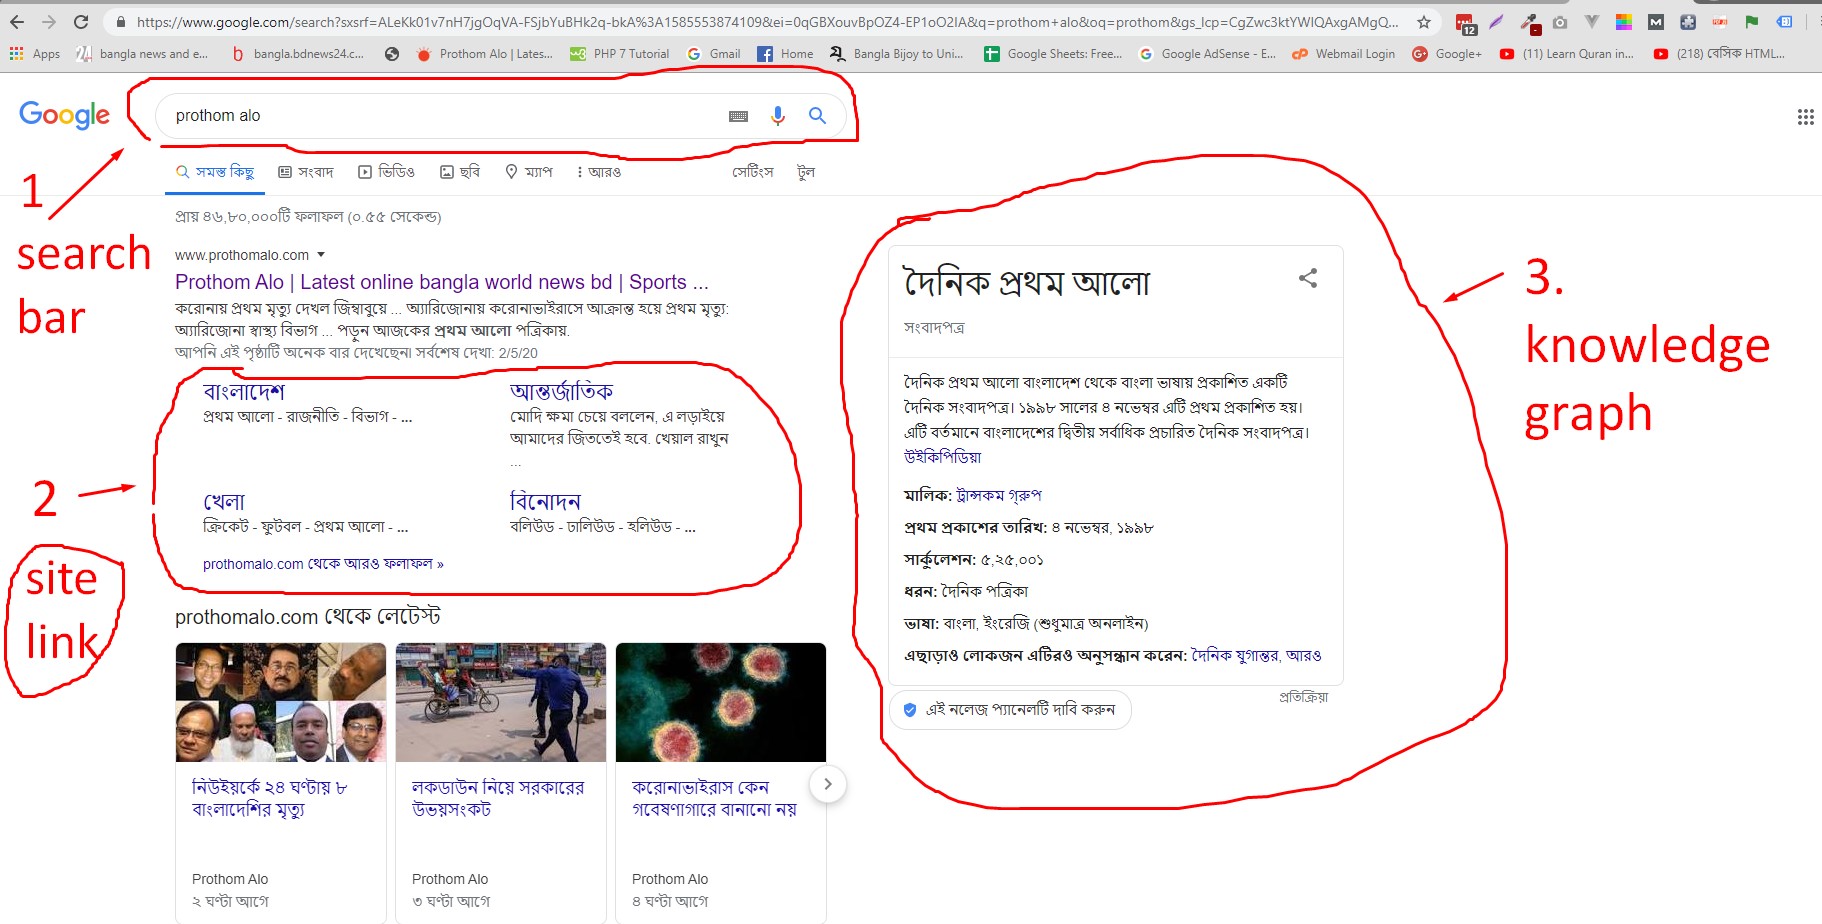 https://www.google.com/search?sxsrf=ALeKk01v7nH7jgOqVA-FSjbYuBHk2q-bkA%3A1585553874109&ei=0qGBXouvBpOZ4-EP1oO2IA&q=prothom+alo&oq=prothom&gs_lcp=CgZwc3ktYWIQAxgAMgQ...
12
Apps bangla news and e... bangla.bdnews24.c... Prothom Alo | Lates... PHP 7 Tutorial Gmail Home Bangla Bijoy to Uni... Google Sheets: Free... Google AdSense - E... Webmail Login Google+ (11) Learn Quran in... (218) বেসিক HTML...
Google
prothom alo
সমস্ত কিছু সংবাদ ভিডিও ছবি ম্যাপ আরও সেটিংস টুল
1
search
bar
প্রায় ৪৬,৮০,০০০টি ফলাফল (০.৫৫ সেকেন্ড)
www.prothomalo.com
Prothom Alo | Latest online bangla world news bd | Sports ...
করোনায় প্রথম মৃত্যু দেখল জিম্বাবুয়ে ... অ্যারিজোনায় করোনাভাইরাসে আক্রান্ত হয়ে প্রথম মৃত্যু:
অ্যারিজোনা স্বাস্থ্য বিভাগ ... পড়ুন আজকের প্রথম আলো পত্রিকায়.
আপনি এই পৃষ্ঠাটি অনেক বার দেখেছেন৷ সর্বশেষ দেখা: 2/5/20
বাংলাদেশ
প্রথম আলো - রাজনীতি - বিভাগ - ...
আন্তর্জাতিক
মোদি ক্ষমা চেয়ে বললেন, এ লড়াইয়ে
আমাদের জিততেই হবে. খেয়াল রাখুন
...
খেলা
ক্রিকেট - ফুটবল - প্রথম আলো - ...
বিনোদন
বলিউড - ঢালিউড - হলিউড - ...
prothomalo.com থেকে আরও ফলাফল »
2
site
link
prothomalo.com থেকে লেটেস্ট
নিউইয়র্কে ২৪ ঘণ্টায় ৮
বাংলাদেশির মৃত্যু
Prothom Alo
২ ঘণ্টা আগে
লকডাউন নিয়ে সরকারের
উভয়সংকট
Prothom Alo
৩ ঘণ্টা আগে
করোনাভাইরাস কেন
গবেষণাগারে বানানো নয়
Prothom Alo
৪ ঘণ্টা আগে
দৈনিক প্রথম আলো
সংবাদপত্র
দৈনিক প্রথম আলো বাংলাদেশ থেকে বাংলা ভাষায় প্রকাশিত একটি
দৈনিক সংবাদপত্র। ১৯৯৮ সালের ৪ নভেম্বর এটি প্রথম প্রকাশিত হয়।
এটি বর্তমানে বাংলাদেশের দ্বিতীয় সর্বাধিক প্রচারিত দৈনিক সংবাদপত্র।
উইকিপিডিয়া
মালিক: ট্রান্সকম গ্রুপ
প্রথম প্রকাশের তারিখ: ৪ নভেম্বর, ১৯৯৮
সার্কুলেশন: ৫,২৫,০০১
ধরন: দৈনিক পত্রিকা
ভাষা: বাংলা, ইংরেজি (শুধুমাত্র অনলাইন)
এছাড়াও লোকজন এটিরও অনুসন্ধান করেন: দৈনিক যুগান্তর, আরও
এই নলেজ প্যানেলটি দাবি করুন
প্রতিক্রিয়া
3.
knowledge
graph